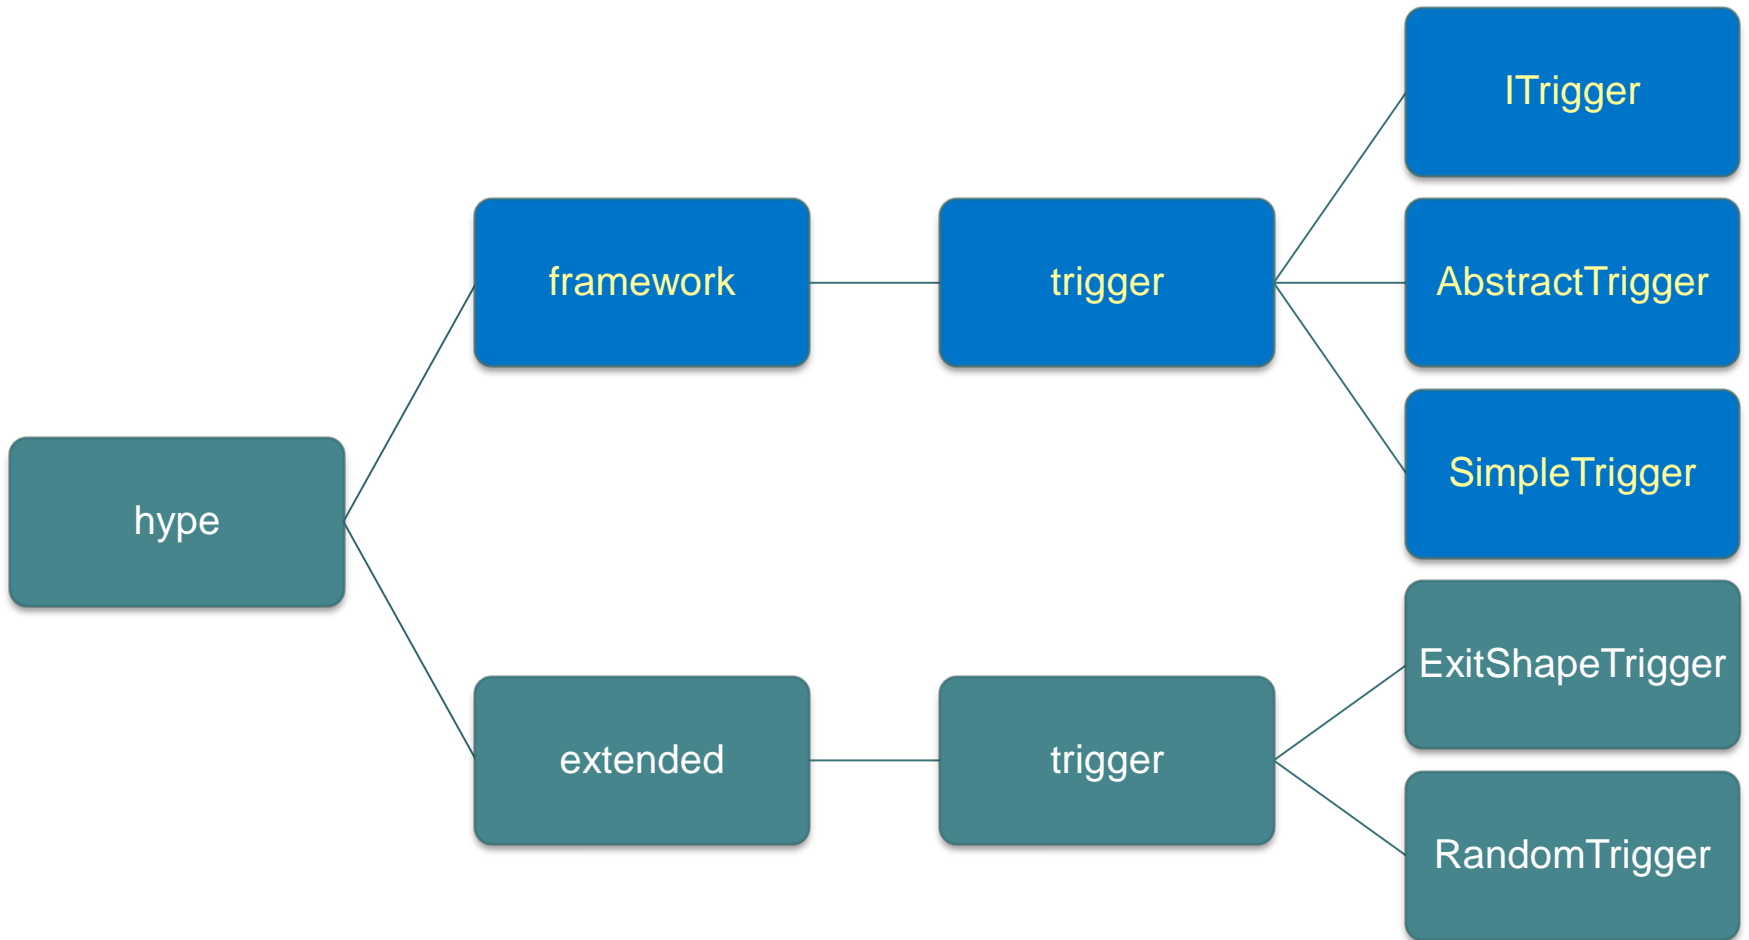 ITrigger
framework
trigger
AbstractTrigger
SimpleTrigger
hype
ExitShapeTrigger
extended
trigger
RandomTrigger